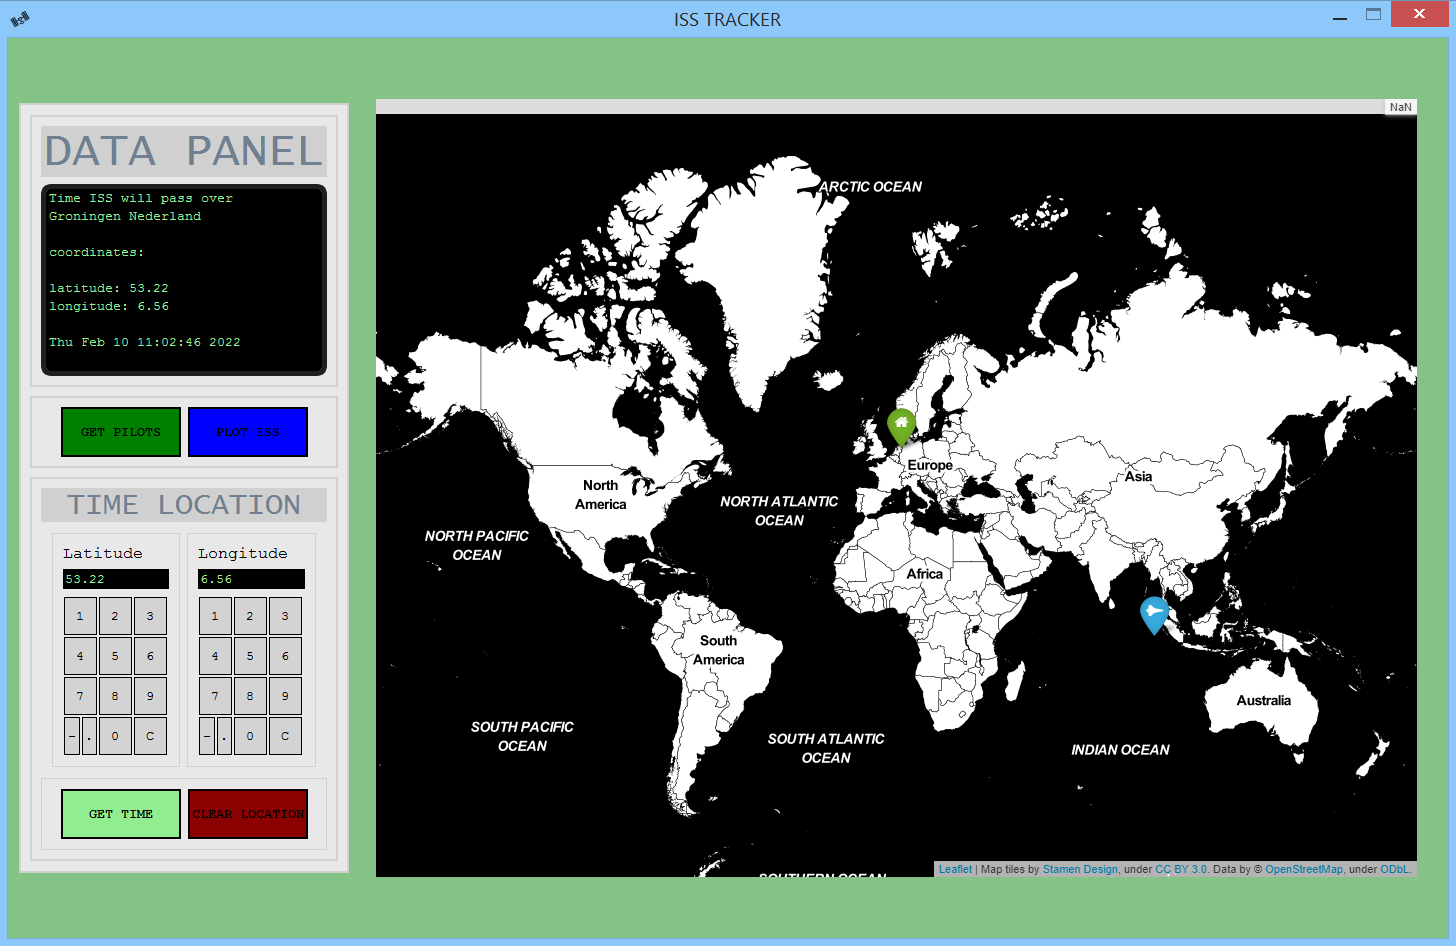 ISS TRACKER
DATA PANEL
Time ISS will pass over
Groningen Nederland
coordinates:
latitude: 53.22
longitude: 6.56
Thu Feb 10 11:02:46 2022
GET PILOTS
PLOT ISS
TIME LOCATION
Latitude
53.22
1 2 3
4 5 6
7 8 9
- . 0 C
Longitude
6.56
1 2 3
4 5 6
7 8 9
- . 0 C
GET TIME
CLEAR LOCATION
NaN
ARCTIC OCEAN
North
America
Europe
Asia
NORTH ATLANTIC
OCEAN
NORTH PACIFIC
OCEAN
Africa
South
America
Australia
SOUTH PACIFIC
OCEAN
SOUTH ATLANTIC
OCEAN
INDIAN OCEAN
SOUTHERN OCEAN
Leaflet | Map tiles by Stamen Design, under CC BY 3.0. Data by © OpenStreetMap, under ODbL.